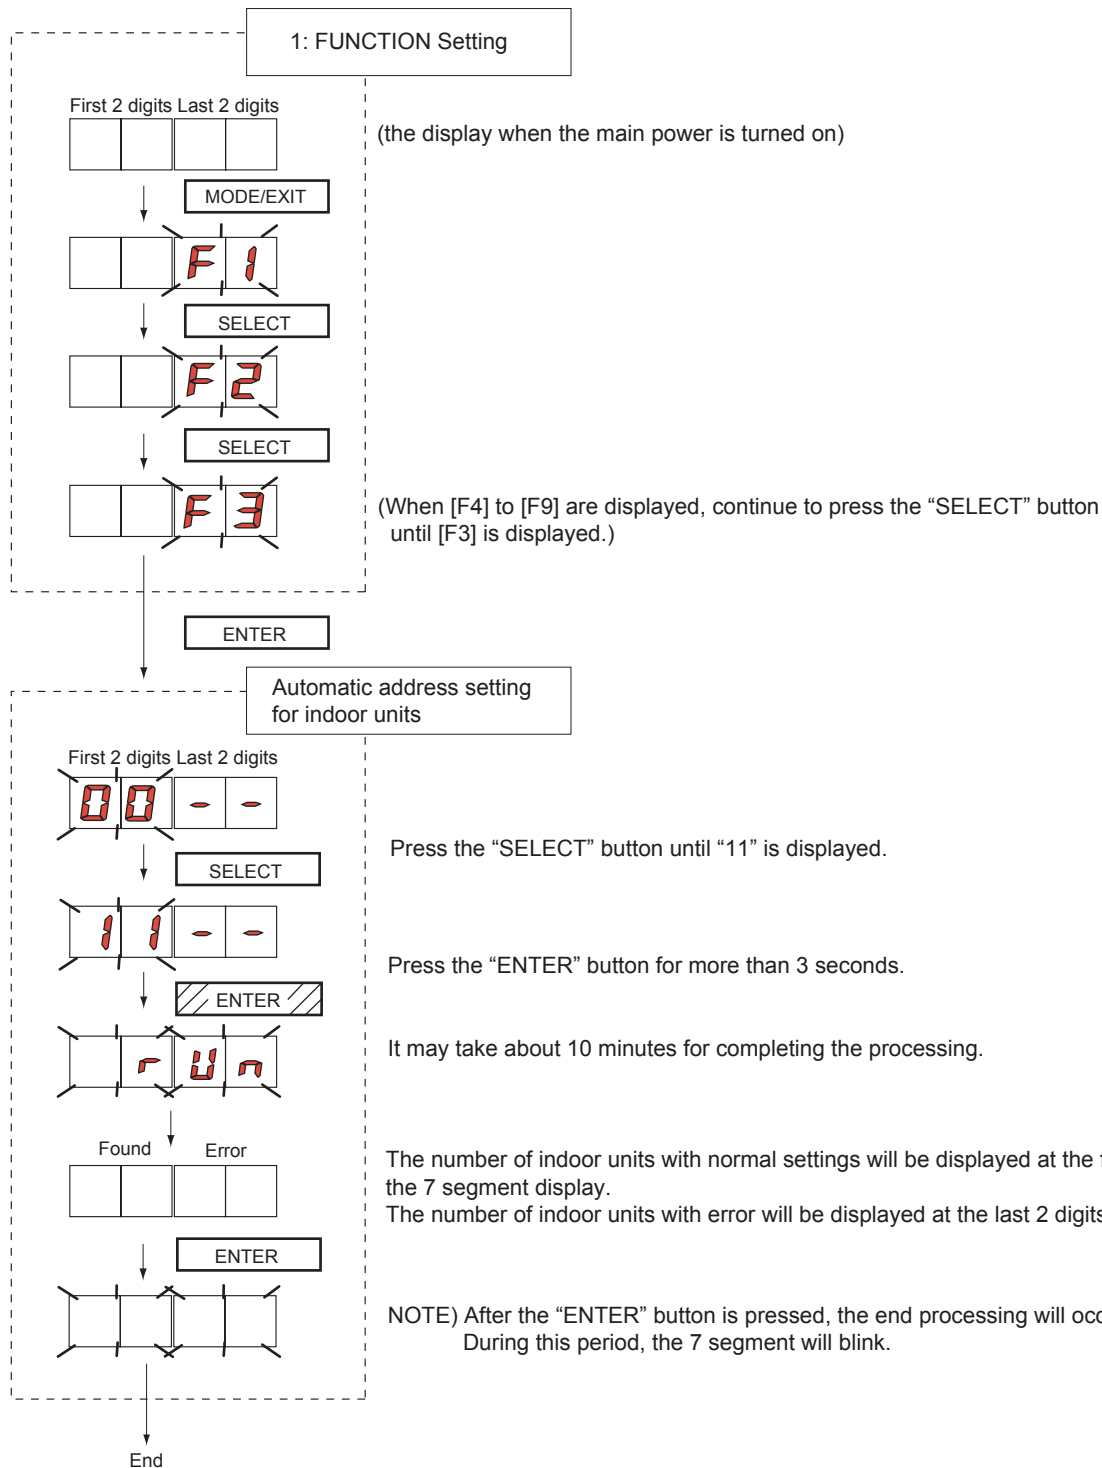 1: FUNCTION Setting
First 2 digits Last 2 digits
(the display when the main power is turned on)
MODE/EXIT
F1
SELECT
F2
SELECT
F3
(When [F4] to [F9] are displayed, continue to press the “SELECT” button
until [F3] is displayed.)
ENTER
Automatic address setting
for indoor units
First 2 digits Last 2 digits
00--
Press the “SELECT” button until “11” is displayed.
SELECT
11--
Press the “ENTER” button for more than 3 seconds.
ENTER
rUn
It may take about 10 minutes for completing the processing.
Found Error
The number of indoor units with normal settings will be displayed at the
the 7 segment display.
The number of indoor units with error will be displayed at the last 2 digits
ENTER
NOTE) After the “ENTER” button is pressed, the end processing will
During this period, the 7 segment will blink.
End